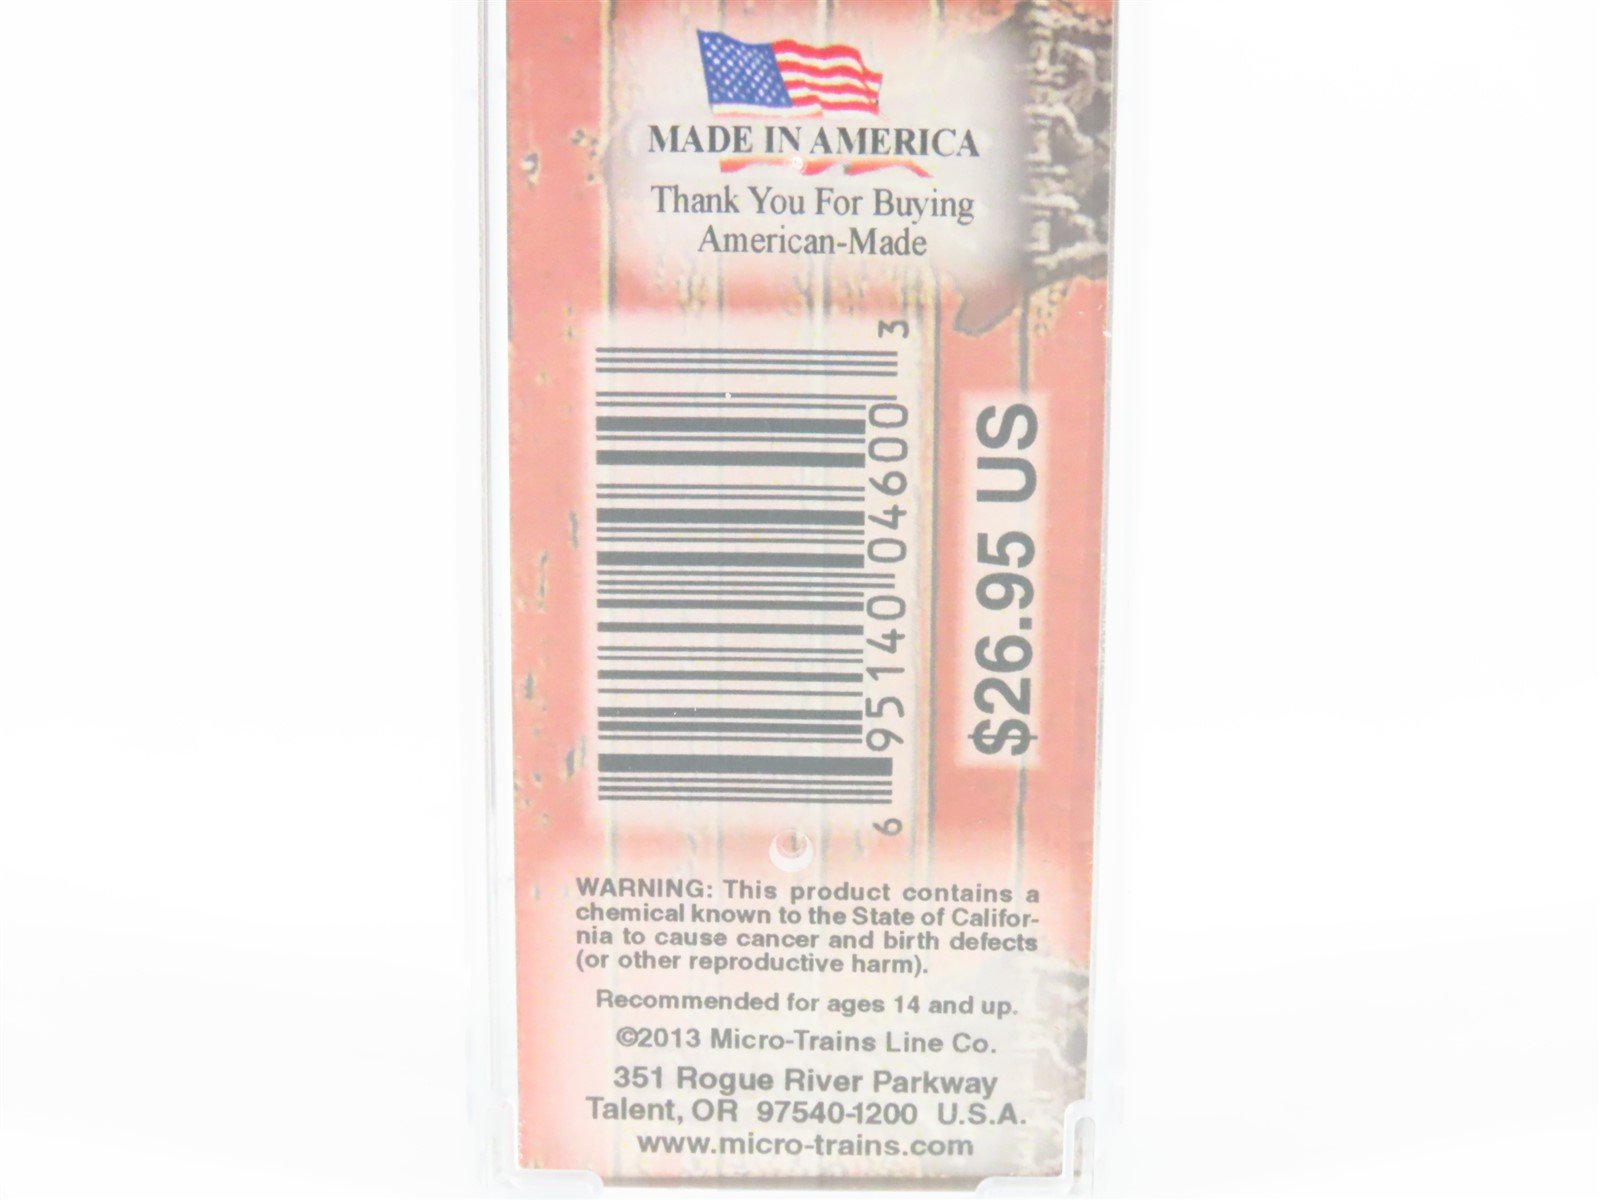 MADE IN AMERICA
Thank You For Buying
American-Made
6 95140 04600 3
$26.95 US
WARNING: This product contains a
chemical known to the State of Califor-
nia to cause cancer and birth defects
(or other reproductive harm).
Recommended for ages 14 and up.
©2013 Micro-Trains Line Co.
351 Rogue River Parkway
Talent, OR 97540-1200 U.S.A.
www.micro-trains.com